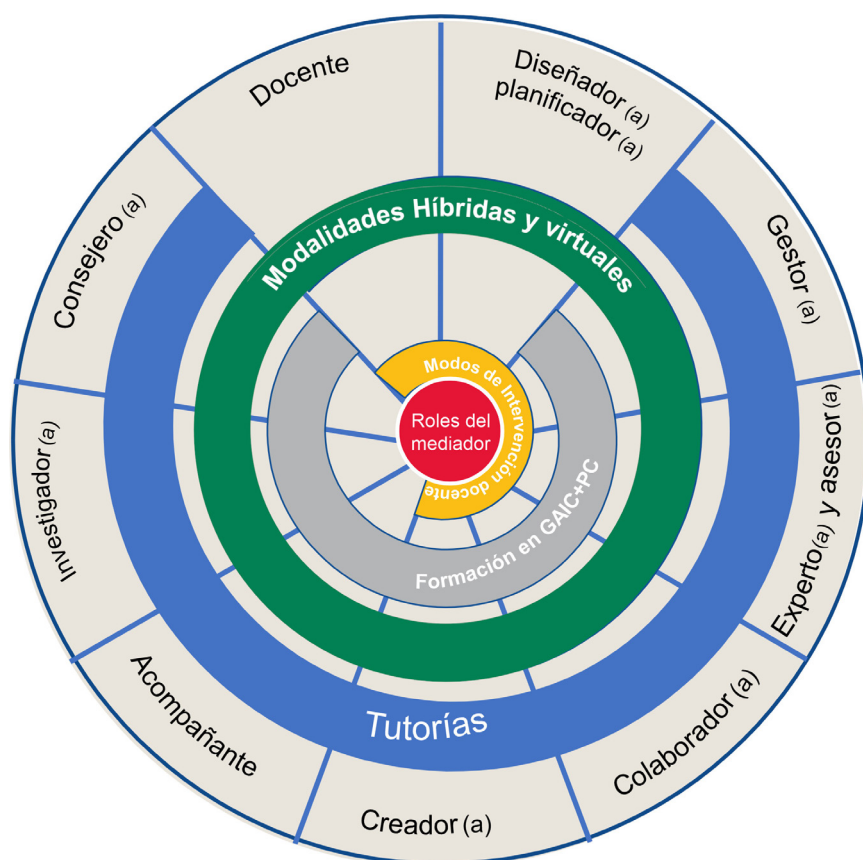 Docente
Diseñador (a)
planificador (a)
Gestor (a)
Experto(a) y asesor(a)
Colaborador (a)
Creador (a)
Acompañante
Investigador (a)
Consejero (a)
Modalidades Híbridas y virtuales
Tutorías
Formación en GAIC+PC
Modos de Intervención docente
Roles del
mediador